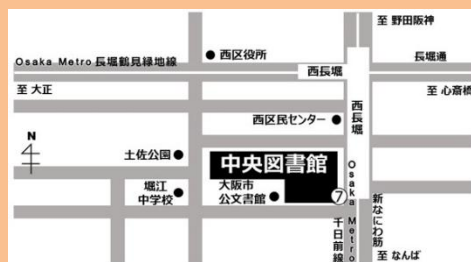 至 野田阪神
西区役所
長堀通
Osaka Metro 長堀鶴見緑地線
西長堀
至 大正
至 心斎橋
西長堀
西区民センター
N
土佐公園
中央図書館
堀江
中学校
大阪市
公文書館
⑦
Osaka Metro
千日前線
新なにわ筋
至 なんば